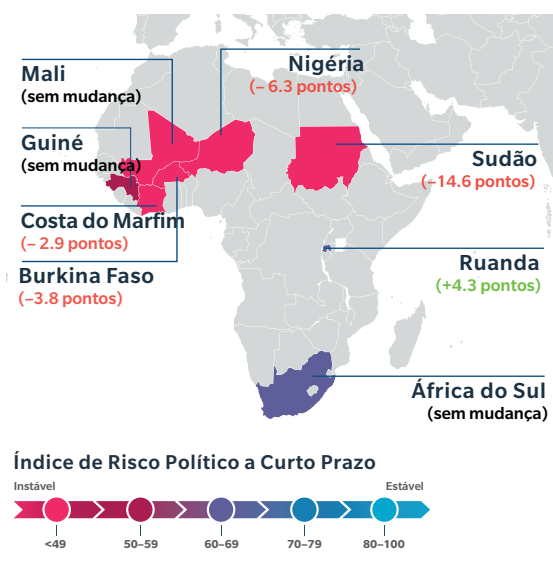 Mali
(sem mudança)
Nigéria
(– 6.3 pontos)
Guiné
(sem mudança)
Sudão
(–14.6 pontos)
Costa do Marfim
(– 2.9 pontos)
Burkina Faso
(–3.8 pontos)
Ruanda
(+4.3 pontos)
África do Sul
(sem mudança)
Índice de Risco Político a Curto Prazo
Instável
Estável
<49
50–59
60–69
70–79
80–100